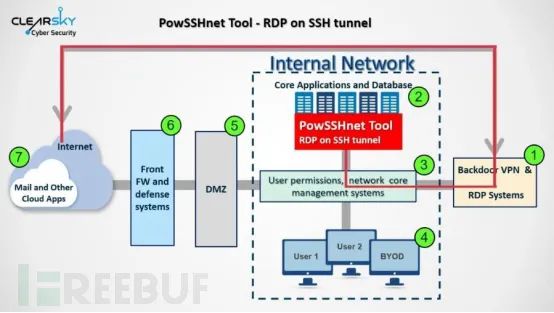 CLEARSKY
Cyber Security
PowSSHnet Tool - RDP on SSH tunnel
Internal Network
Core Applications and Database
2
PowSSHnet Tool
RDP on SSH tunnel
7
Internet
Mail and Other
Cloud Apps
6
Front
FW and
defense
systems
5
DMZ
3
User permissions, network core
management systems
1
Backdoor VPN &
RDP Systems
4
User 1
User 2
BYOD
FREEBUF